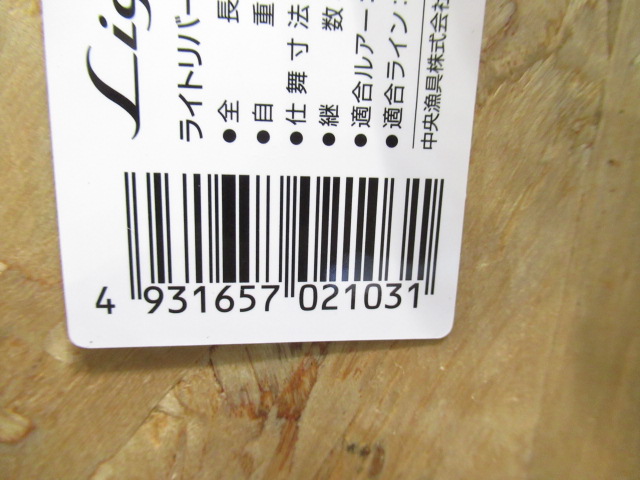 Lig
ライトリバー
●全長
●自重
●仕舞寸法
●継数
●適合ルアー:
●適合ライン:
中央漁具株式会社
4 931657 021031